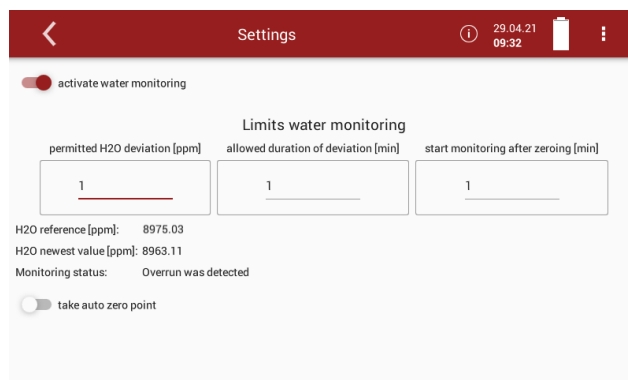 Settings
29.04.21
09:32
activate water monitoring
Limits water monitoring
permitted H2O deviation [ppm] allowed duration of deviation [min] start monitoring after zeroing [min]
1 1 1
H2O reference [ppm]: 8975.03
H2O newest value [ppm]: 8963.11
Monitoring status: Overrun was detected
take auto zero point